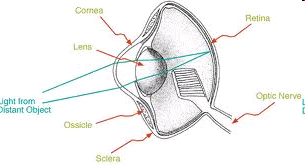 Cornea
Retina
Lens
Light from
Distant Object
Optic Nerve
Ossicle
Sclera